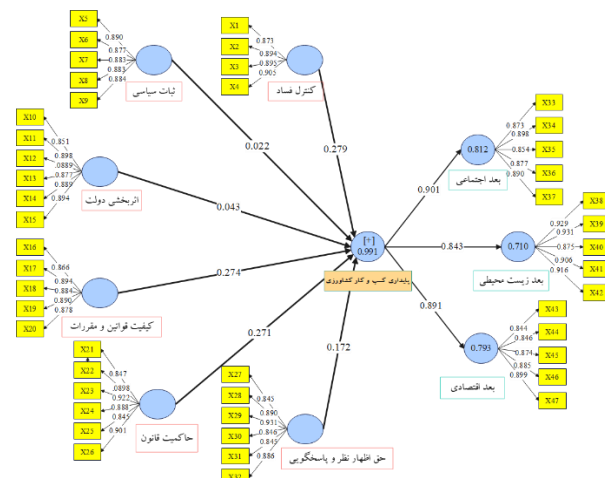 X5
X6
X7
X8
X9
0.890
0.877
0.883
0.883
0.884
ثبات سیاسی
X1
X2
X3
X4
0.873
0.894
0.895
0.905
کنترل فساد
X10
X11
X12
X13
X14
X15
0.851
0.898
0.889
0.877
0.889
0.894
اثربخشی دولت
X16
X17
X18
X19
X20
0.866
0.894
0.884
0.890
0.878
کیفیت قوانین و مقررات
X21
X22
X23
X24
X25
X26
0.847
0.898
0.922
0.888
0.845
0.901
حاکمیت قانون
X27
X28
X29
X30
X31
X32
0.845
0.890
0.931
0.846
0.845
0.886
حق اظهار نظر و پاسخگویی
0.022
0.279
0.043
0.274
0.271
0.172
[+]
0.991
پایداری کسب و کار کشاورزی
0.901
0.843
0.891
0.812
بعد اجتماعی
X33
X34
X35
X36
X37
0.873
0.898
0.854
0.877
0.890
0.710
بعد زیست محیطی
X38
X39
X40
X41
X42
0.929
0.931
0.875
0.906
0.916
0.793
بعد اقتصادی
X43
X44
X45
X46
X47
0.844
0.846
0.874
0.885
0.899